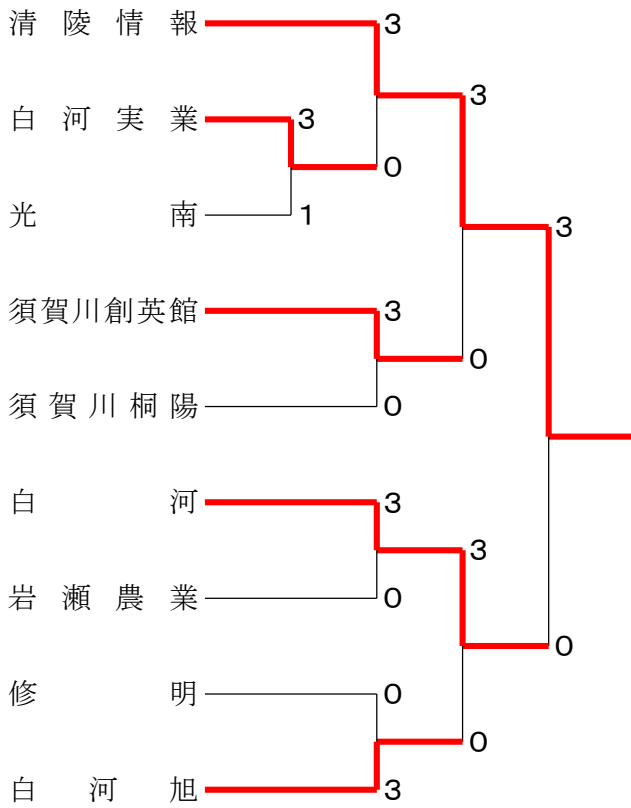 清陵情報 3
3
白河実業 3
0
光南 1
3
須賀川創英館 3
0
須賀川桐陽 0
白河 3
3
岩瀬農業 0
0
修明 0
0
白河旭 3